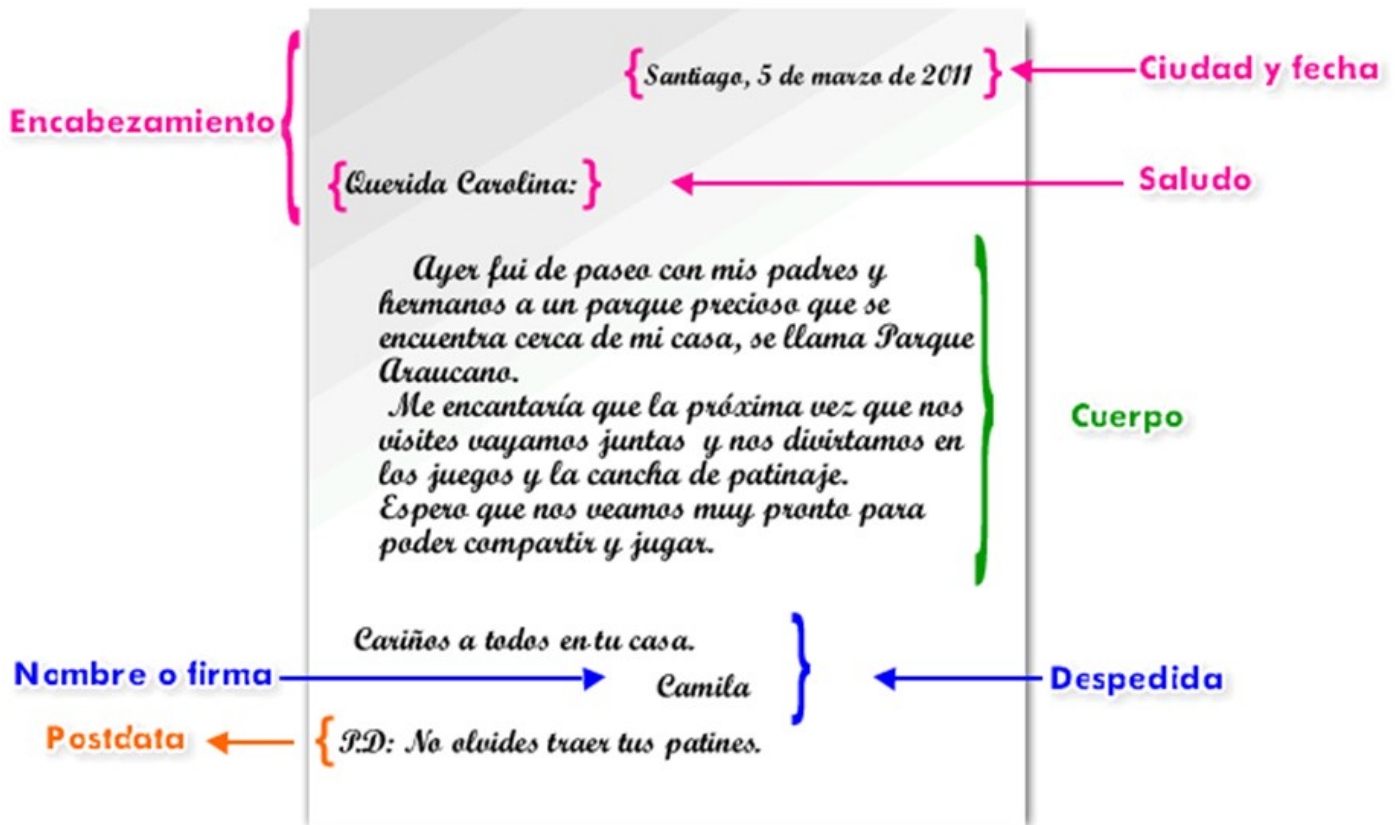 Santiago, 5 de marzo de 2011
Ciudad y fecha
Encabezamiento
Querida Carolina:
Saludo
Ayer fui de paseo con mis padres y
hermanos a un parque precioso que se
encuentra cerca de mi casa, se llama Parque
Araucano.
Me encantaría que la próxima vez que nos
visites vayamos juntas y nos divirtamos en
los juegos y la cancha de patinaje.
Espero que nos veamos muy pronto para
poder compartir y jugar.
Cuerpo
Cariños a todos en tu casa.
Nombre o firma
Camila
Despedida
Postdata
P.D: No olvides traer tus patines.